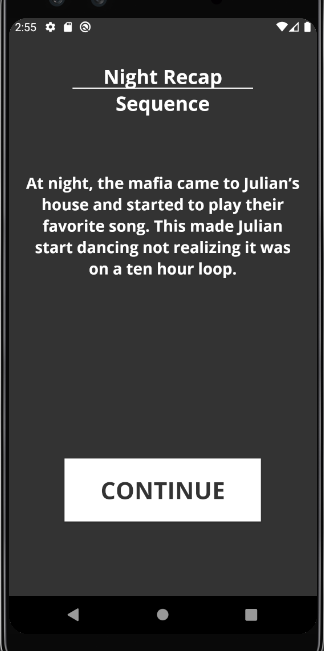 2:55
Night Recap
Sequence
At night, the mafia came to Julian's
house and started to play their
favorite song. This made Julian
start dancing not realizing it was
on a ten hour loop.
CONTINUE